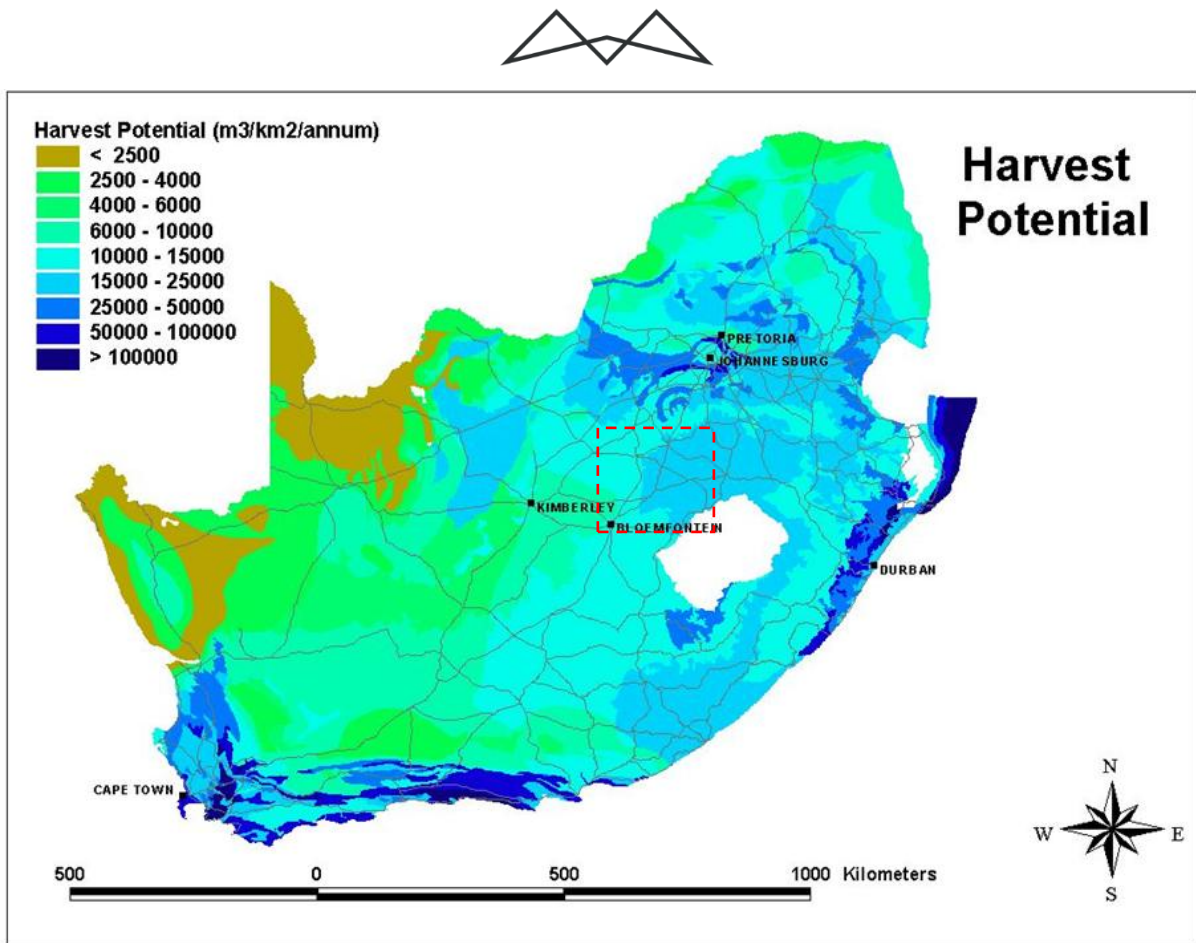 Harvest Potential (m3/km2/annum)
< 2500
2500 - 4000
4000 - 6000
6000 - 10000
10000 - 15000
15000 - 25000
25000 - 50000
50000 - 100000
> 100000
Harvest
Potential
PRETORIA
JOHANNESBURG
KIMBERLEY
BLOEMFONTEIN
DURBAN
CAPE TOWN
N
W E
S
500 0 500 1000 Kilometers